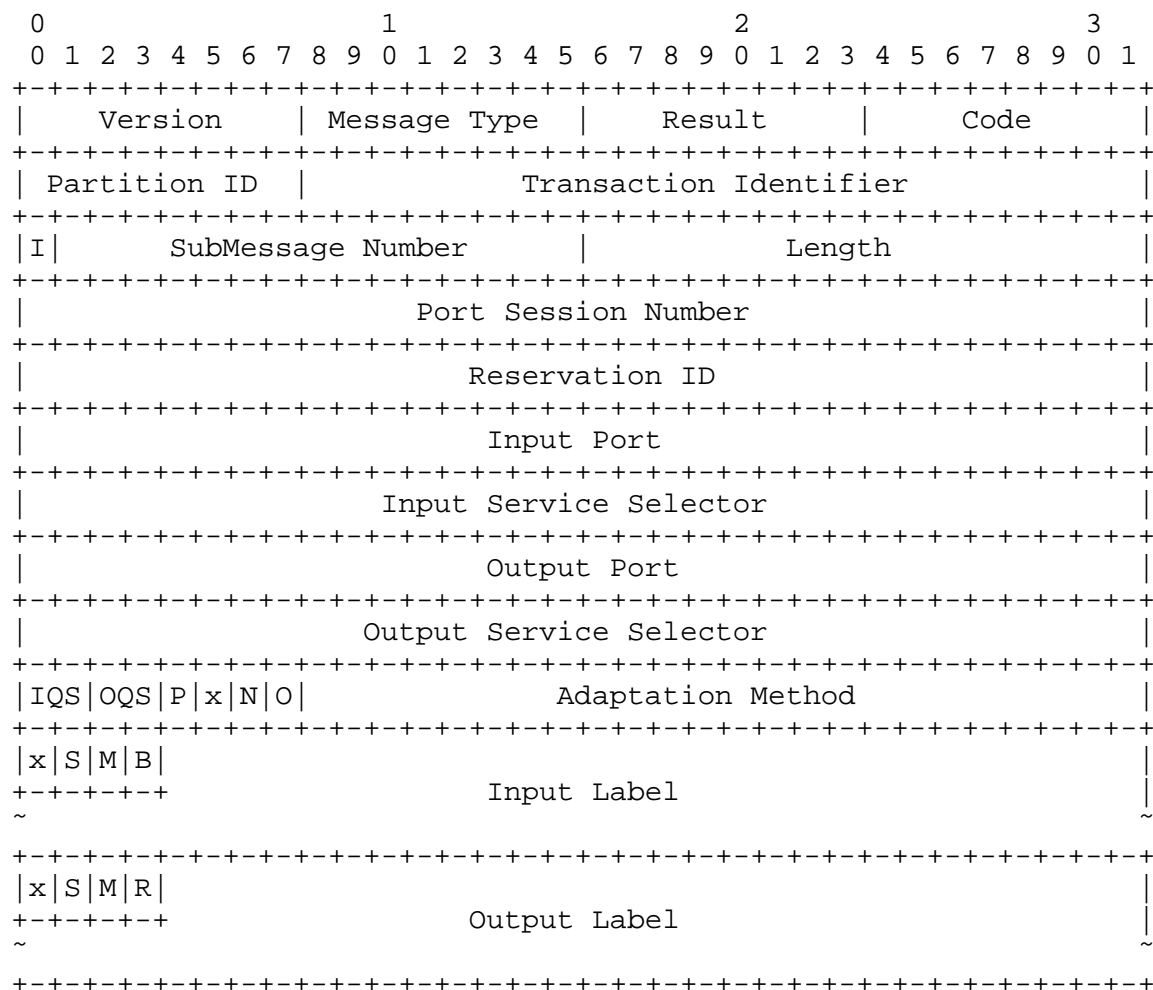 0                   1                   2                   3
 0 1 2 3 4 5 6 7 8 9 0 1 2 3 4 5 6 7 8 9 0 1 2 3 4 5 6 7 8 9 0 1
+-+-+-+-+-+-+-+-+-+-+-+-+-+-+-+-+-+-+-+-+-+-+-+-+-+-+-+-+-+-+-+-+
|    Version    | Message Type  |    Result     |     Code      |
+-+-+-+-+-+-+-+-+-+-+-+-+-+-+-+-+-+-+-+-+-+-+-+-+-+-+-+-+-+-+-+-+
| Partition ID  |            Transaction Identifier             |
+-+-+-+-+-+-+-+-+-+-+-+-+-+-+-+-+-+-+-+-+-+-+-+-+-+-+-+-+-+-+-+-+
|I|      SubMessage Number      |           Length              |
+-+-+-+-+-+-+-+-+-+-+-+-+-+-+-+-+-+-+-+-+-+-+-+-+-+-+-+-+-+-+-+-+
|                      Port Session Number                      |
+-+-+-+-+-+-+-+-+-+-+-+-+-+-+-+-+-+-+-+-+-+-+-+-+-+-+-+-+-+-+-+-+
|                         Reservation ID                        |
+-+-+-+-+-+-+-+-+-+-+-+-+-+-+-+-+-+-+-+-+-+-+-+-+-+-+-+-+-+-+-+-+
|                          Input Port                           |
+-+-+-+-+-+-+-+-+-+-+-+-+-+-+-+-+-+-+-+-+-+-+-+-+-+-+-+-+-+-+-+-+
|                    Input Service Selector                     |
+-+-+-+-+-+-+-+-+-+-+-+-+-+-+-+-+-+-+-+-+-+-+-+-+-+-+-+-+-+-+-+-+
|                          Output Port                          |
+-+-+-+-+-+-+-+-+-+-+-+-+-+-+-+-+-+-+-+-+-+-+-+-+-+-+-+-+-+-+-+-+
|                   Output Service Selector                     |
+-+-+-+-+-+-+-+-+-+-+-+-+-+-+-+-+-+-+-+-+-+-+-+-+-+-+-+-+-+-+-+-+
|IQS|OQS|P|x|N|O|              Adaptation Method                |
+-+-+-+-+-+-+-+-+-+-+-+-+-+-+-+-+-+-+-+-+-+-+-+-+-+-+-+-+-+-+-+-+
|x|S|M|B|                                                       |
+-+-+-+-+                  Input Label                          |
~                                                               ~
+-+-+-+-+-+-+-+-+-+-+-+-+-+-+-+-+-+-+-+-+-+-+-+-+-+-+-+-+-+-+-+-+
|x|S|M|R|                                                       |
+-+-+-+-+                 Output Label                          |
~                                                               ~
+-+-+-+-+-+-+-+-+-+-+-+-+-+-+-+-+-+-+-+-+-+-+-+-+-+-+-+-+-+-+-+-+